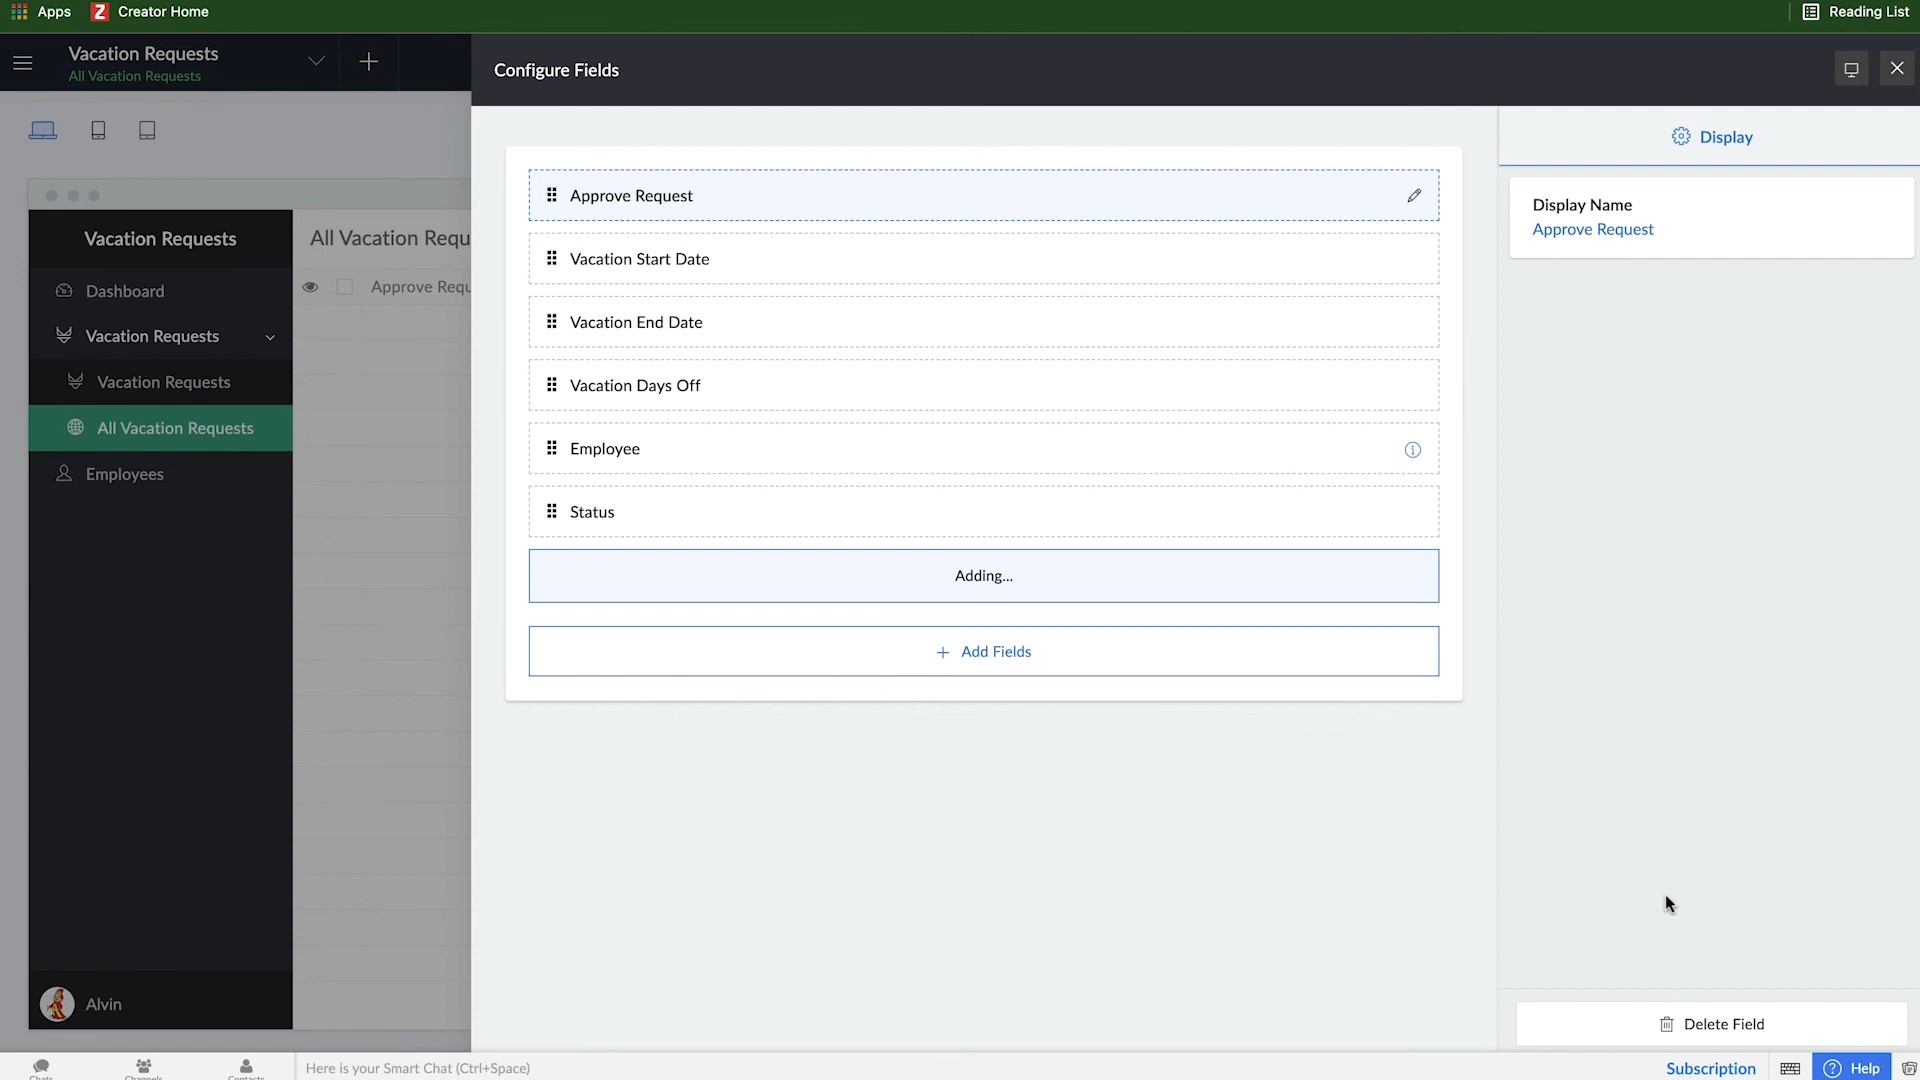 Apps
Creator Home
Reading List
Vacation Requests
All Vacation Requests
Configure Fields
Display
Approve Request
Display Name
Approve Request
Vacation Start Date
Vacation End Date
Vacation Days Off
Employee
Status
Adding...
Add Fields
Vacation Requests
All Vacation Requ
Dashboard
Approve Requ
Vacation Requests
Vacation Requests
All Vacation Requests
Employees
Alvin
Delete Field
Chats
Channels
Contacts
Here is your Smart Chat (Ctrl+Space)
Subscription
Help